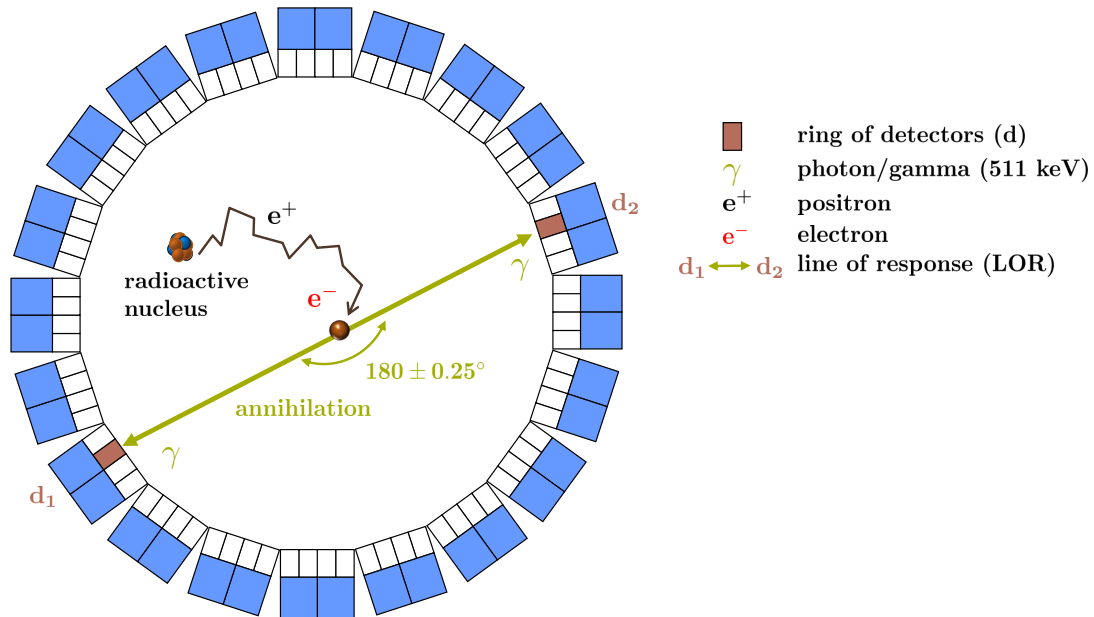 e⁺
radioactive
nucleus
e⁻
γ
180 ± 0.25°
annihilation
γ
d₁
d₂
ring of detectors (d)
γ photon/gamma (511 keV)
e⁺ positron
e⁻ electron
d₁ d₂ line of response (LOR)